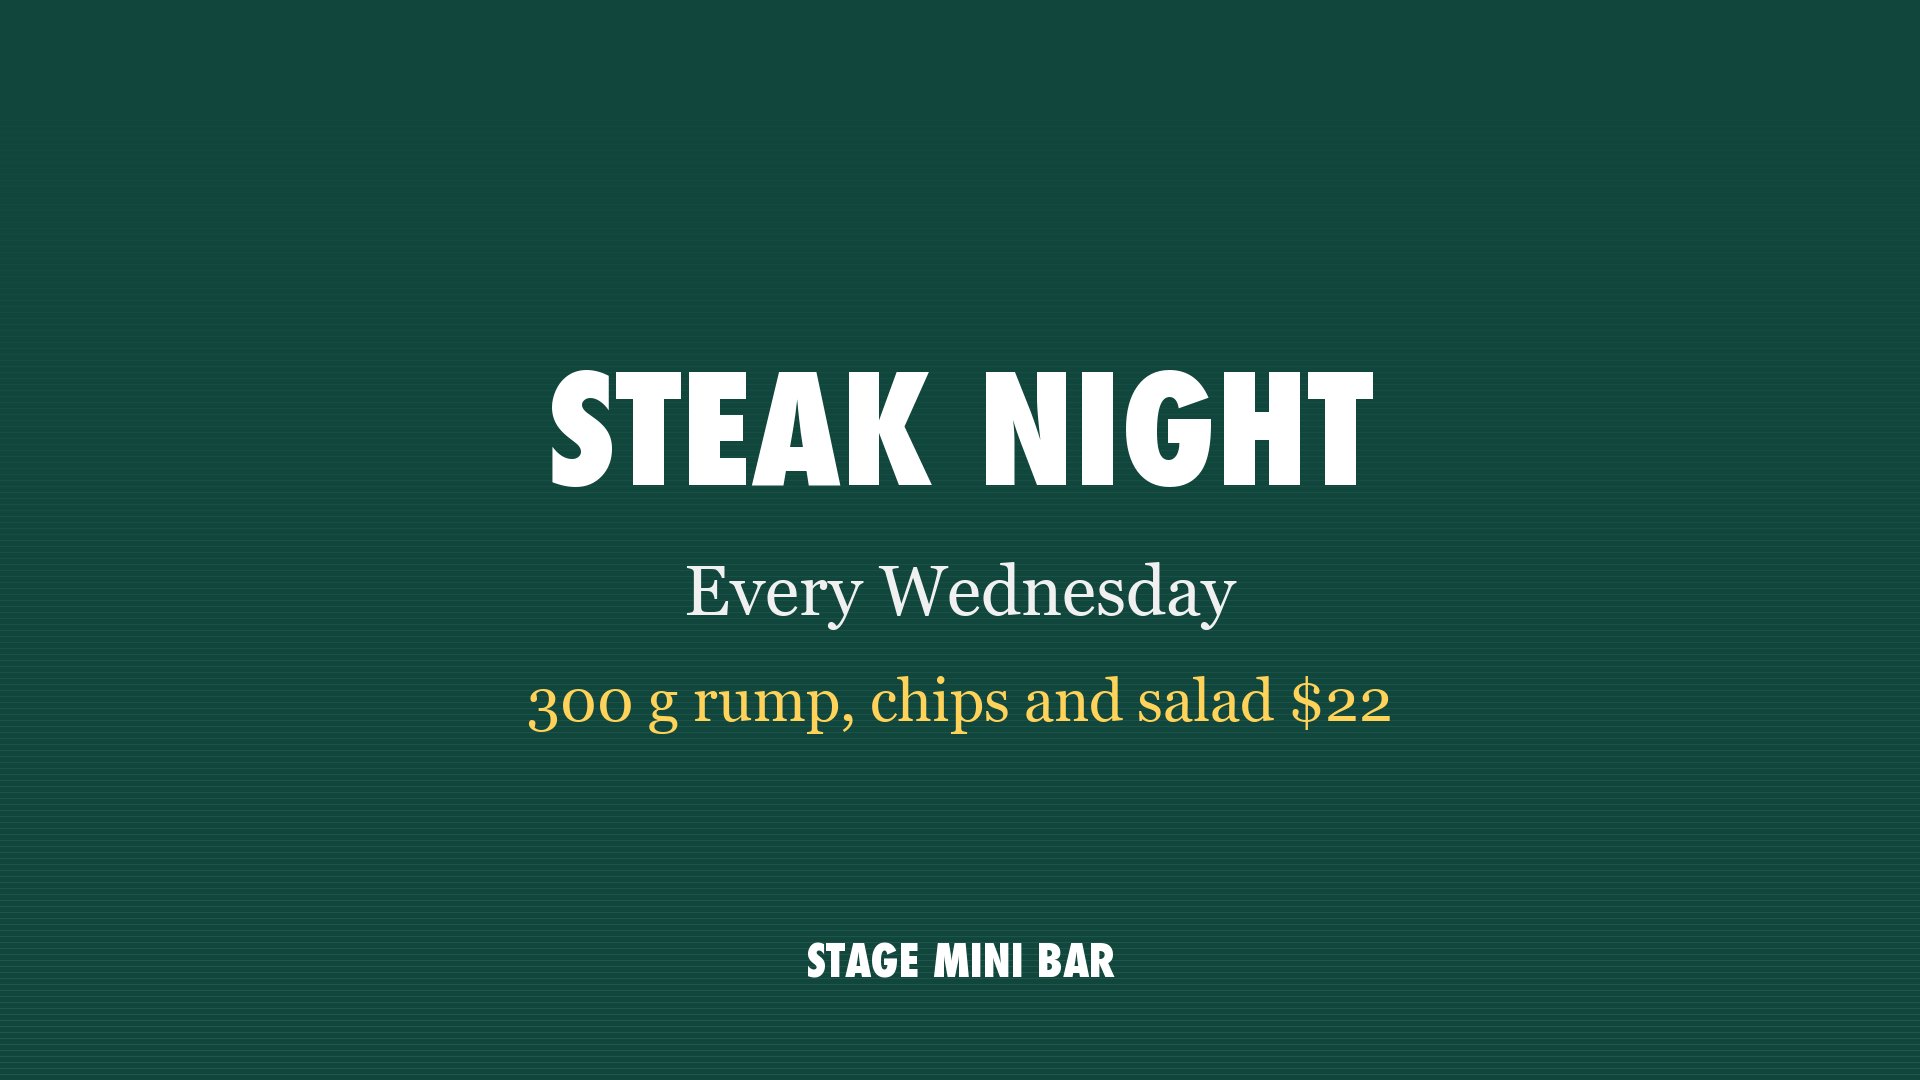 STEAK NIGHT
Every Wednesday
300 g rump, chips and salad $22
STAGE MINI BAR